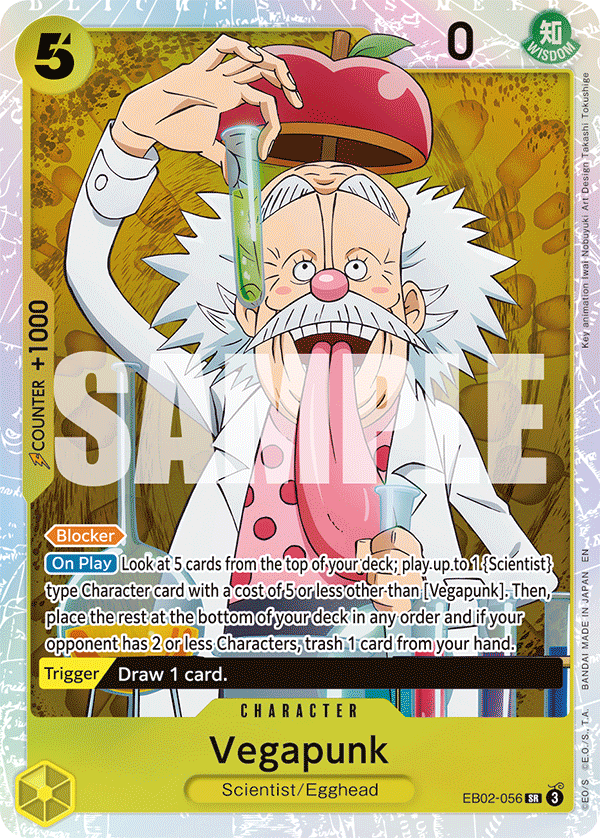 5
0
知
WISDOM
Key animation Iwai Nobuyuki Art Design Takashi Tokushige
COUNTER +1000
SAMPLE
Blocker
On Play Look at 5 cards from the top of your deck; play up to 1 {Scientist}
type Character card with a cost of 5 or less other than [Vegapunk]. Then,
place the rest at the bottom of your deck in any order and if your
opponent has 2 or less Characters, trash 1 card from your hand.
Trigger Draw 1 card.
CHARACTER
Vegapunk
Scientist/Egghead
EB02-056 SR 3
©EO/S ©E.O./S.,T.A. BANDAI MADE IN JAPAN EN